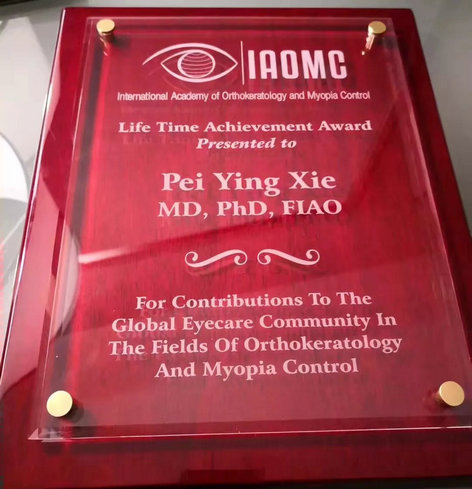 IAOMC
International Academy of Orthokeratology and Myopia Control
Life Time Achievement Award
Presented to
Pei Ying Xie
MD, PhD, FIAO
For Contributions To The
Global Eyecare Community In
The Fields Of Orthokeratology
And Myopia Control